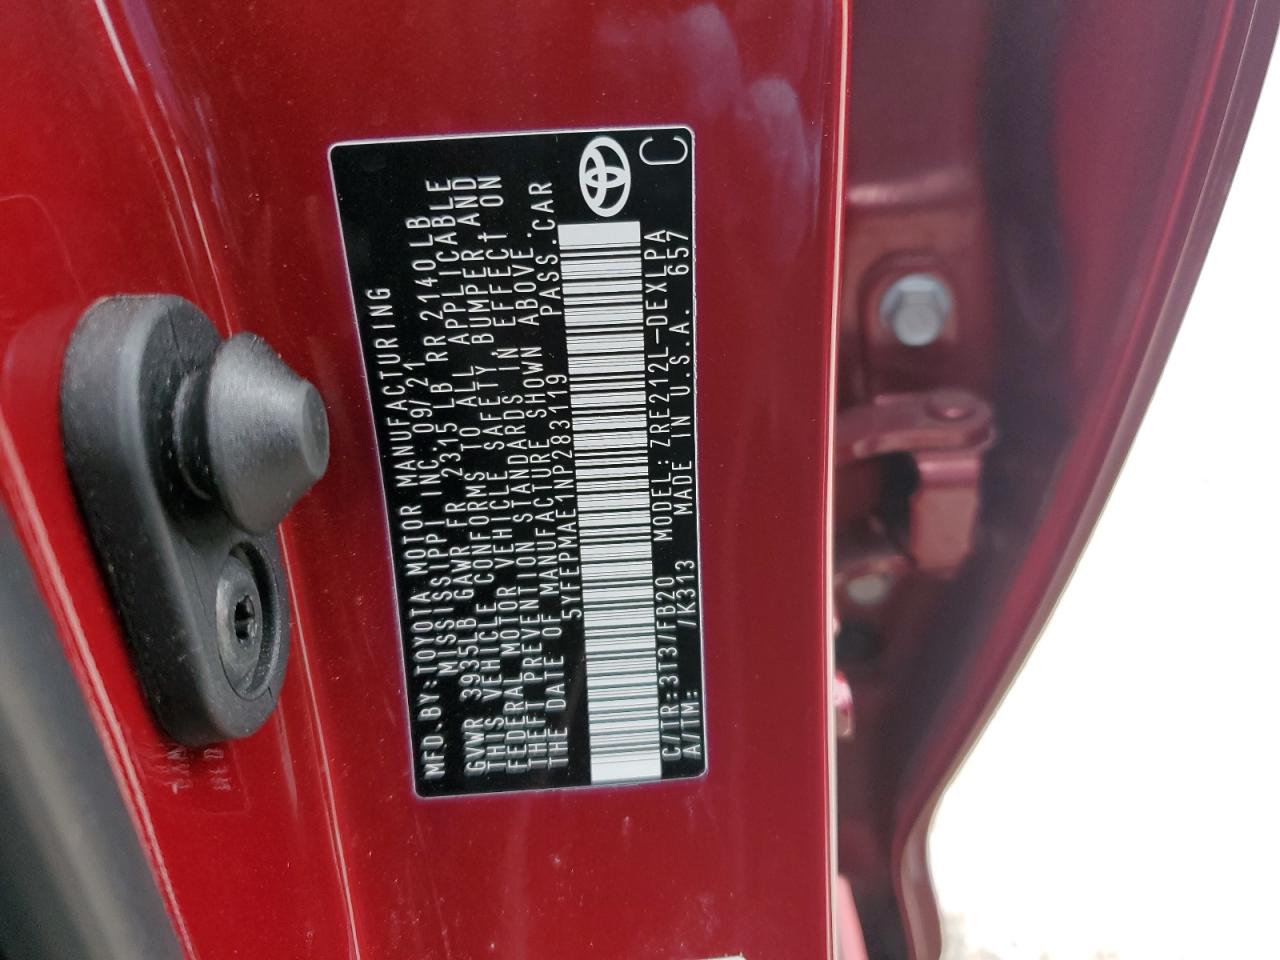 MFD.BY:TOYOTA MOTOR MANUFACTURING
MISSISSIPPI INC. 09/21
GVWR 3935LB GAWR FR 2315 LB RR 2140LB
THIS VEHICLE CONFORMS TO ALL APPLICABLE
FEDERAL MOTOR VEHICLE SAFETY, BUMPER, AND
THEFT PREVENTION STANDARDS IN EFFECT ON
THE DATE OF MANUFACTURE SHOWN ABOVE.
5YFEPMAE1NP283119 PASS.CAR
C/TR:3T3/FB20 MODEL: ZRE212L-DEXLPA
A/TM: /K313 MADE IN U.S.A. 657
C